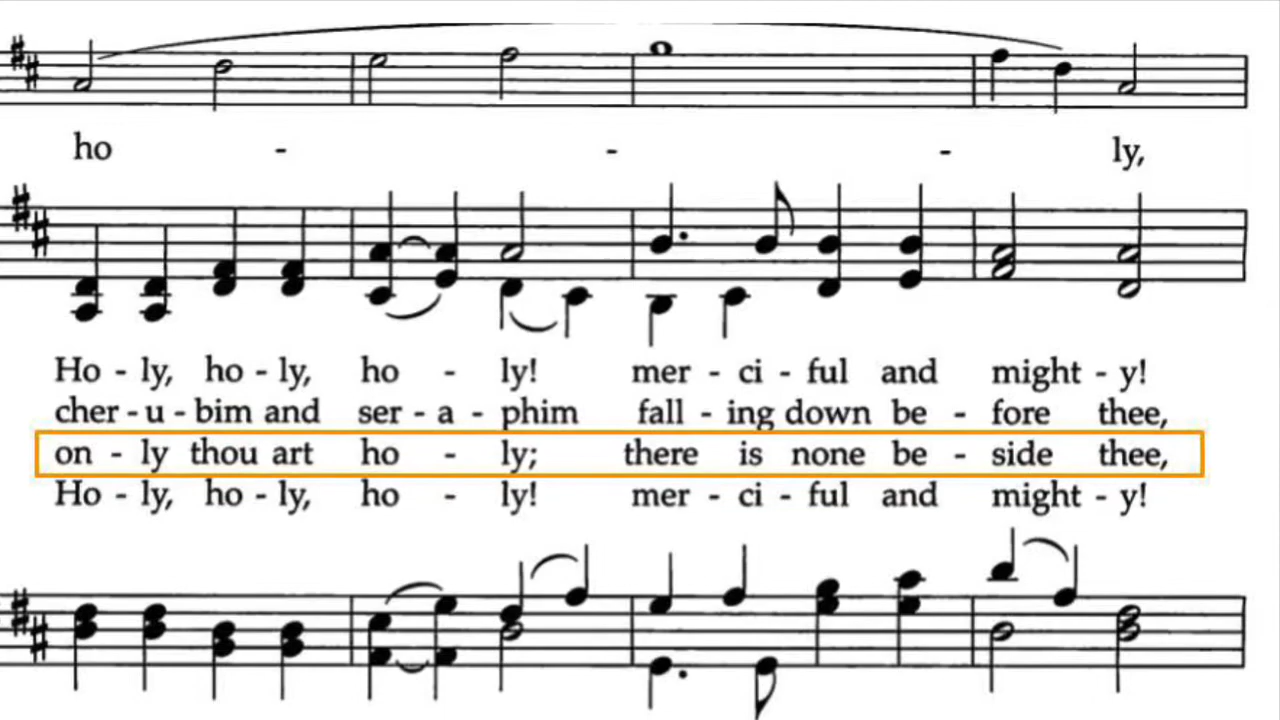 ho - - - ly,
Ho - ly, ho - ly, ho - ly! mer - ci - ful and might - y!
cher - u - bim and ser - a - phim fall - ing down be - fore thee,
on - ly thou art ho - ly; there is none be - side thee,
Ho - ly, ho - ly, ho - ly! mer - ci - ful and might - y!